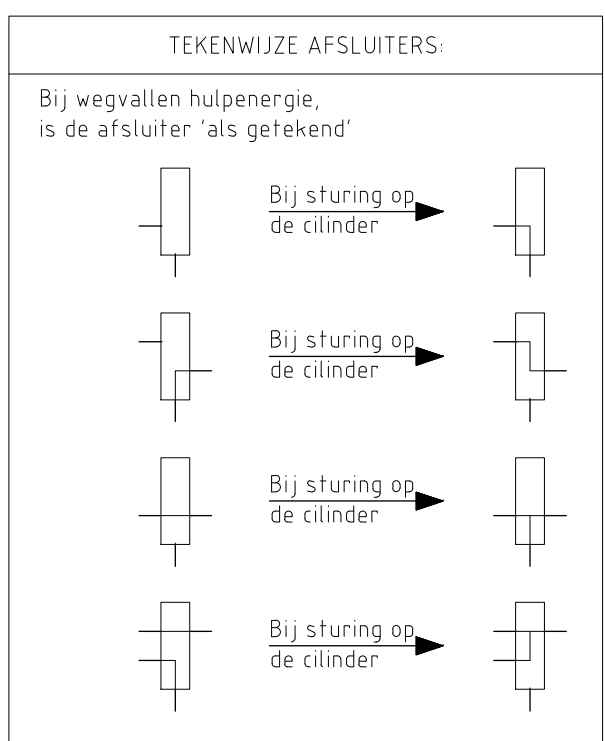 TEKENWIJZE AFSLUITERS:
Bij wegvallen hulpenergie,
is de afsluiter 'als getekend'
Bij sturing op
de cilinder
Bij sturing op
de cilinder
Bij sturing op
de cilinder
Bij sturing op
de cilinder